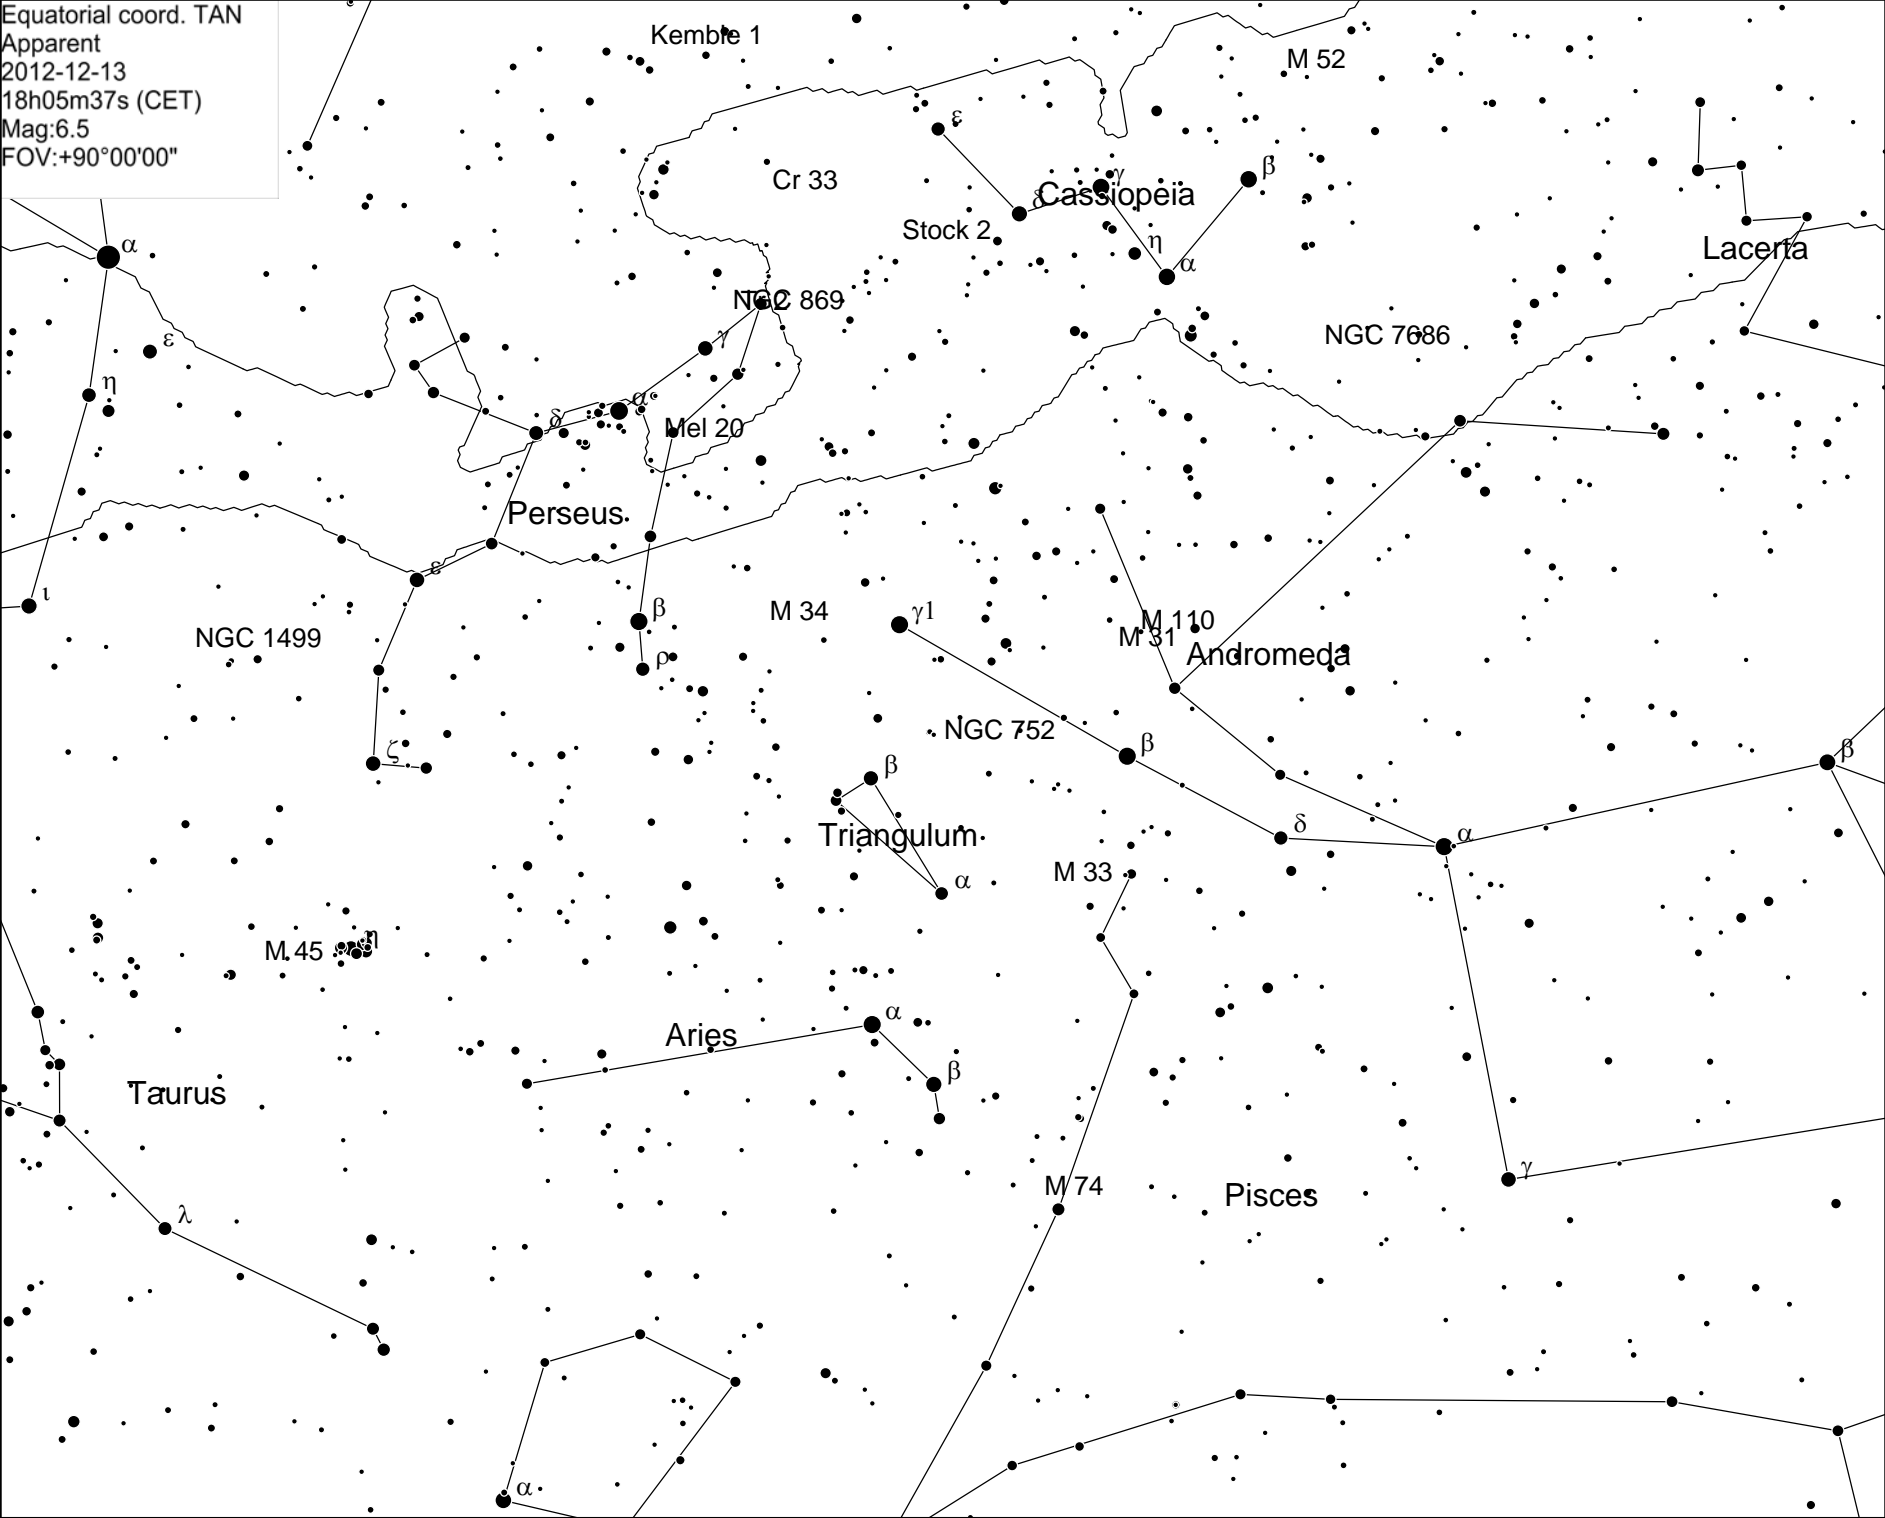 Equatorial coord. TAN
Apparent
2012-12-13
18h05m37s (CET)
Mag:6.5
FOV:+90°00'00"
Kemble 1
M 52
ε
Cr 33
γ
β
δ
Cassiopeia
Stock 2
η
α
Lacerta
α
NGC 869
ε
γ
NGC 7686
η
α
δ
Mel 20
Perseus
ε
ι
β
M 34
γ1
M 110
M 31
NGC 1499
Andromeda
ρ
NGC 752
ζ
β
β
β
δ
α
Triangulum
M 33
α
M 45
η
α
Aries
β
Taurus
γ
M 74
Pisces
λ
α